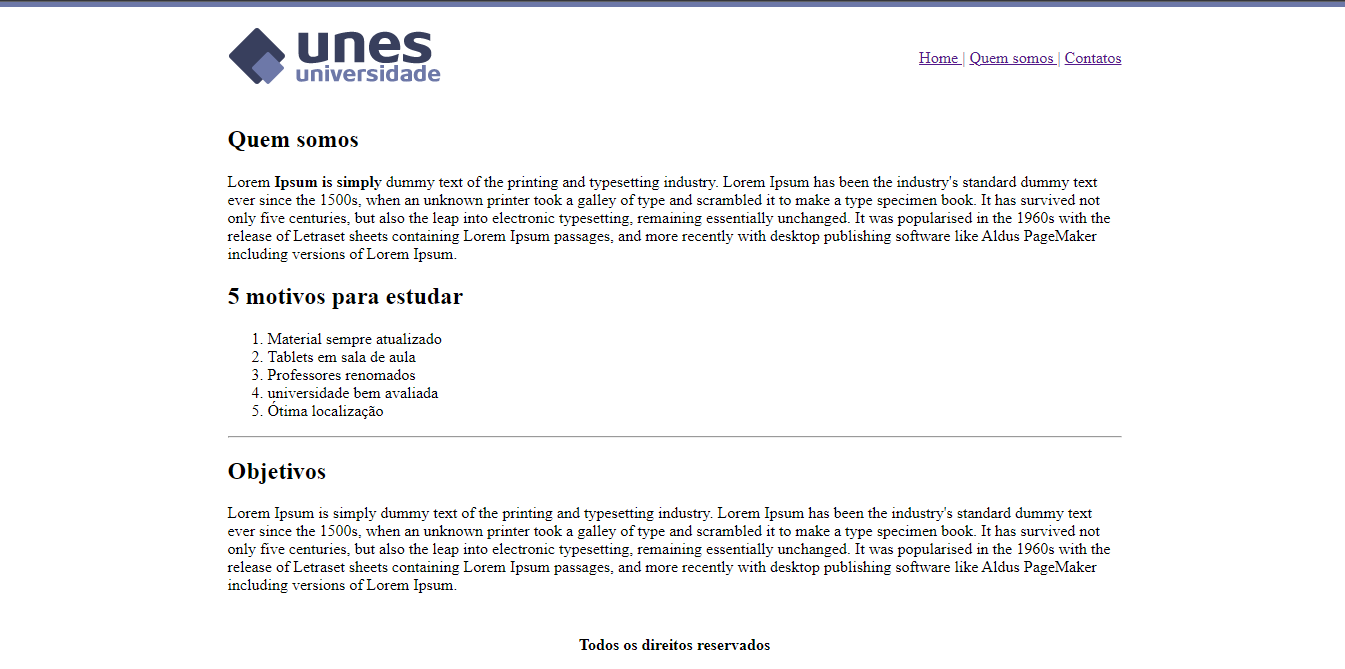 unes
universidade
Home | Quem somos | Contatos
Quem somos
Lorem Ipsum is simply dummy text of the printing and typesetting industry. Lorem Ipsum has been the industry's standard dummy text
ever since the 1500s, when an unknown printer took a galley of type and scrambled it to make a type specimen book. It has survived not
only five centuries, but also the leap into electronic typesetting, remaining essentially unchanged. It was popularised in the 1960s with the
release of Letraset sheets containing Lorem Ipsum passages, and more recently with desktop publishing software like Aldus PageMaker
including versions of Lorem Ipsum.
5 motivos para estudar
1. Material sempre atualizado
2. Tablets em sala de aula
3. Professores renomados
4. universidade bem avaliada
5. Ótima localização
Objetivos
Lorem Ipsum is simply dummy text of the printing and typesetting industry. Lorem Ipsum has been the industry's standard dummy text
ever since the 1500s, when an unknown printer took a galley of type and scrambled it to make a type specimen book. It has survived not
only five centuries, but also the leap into electronic typesetting, remaining essentially unchanged. It was popularised in the 1960s with the
release of Letraset sheets containing Lorem Ipsum passages, and more recently with desktop publishing software like Aldus PageMaker
including versions of Lorem Ipsum.
Todos os direitos reservados